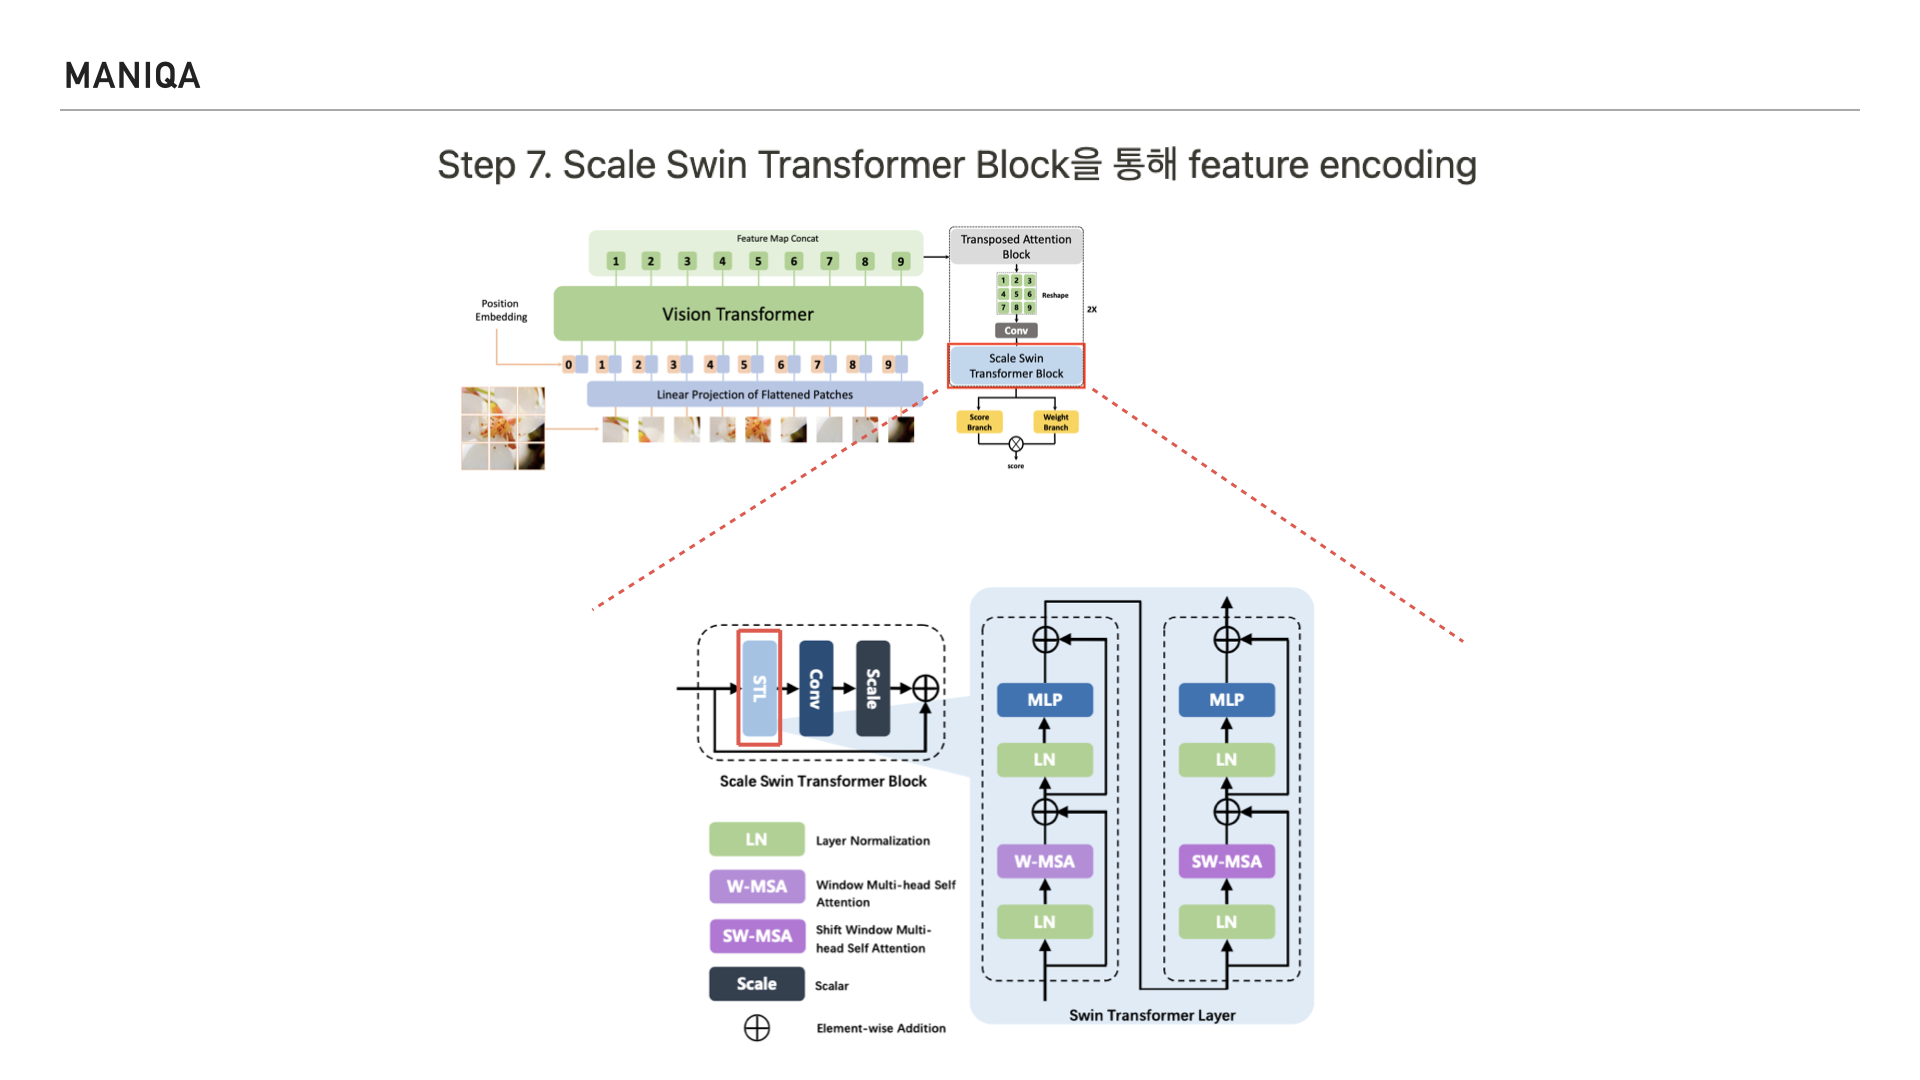 MANIQA
Step 7. Scale Swin Transformer Block을 통해 feature encoding
Feature Map Concat
1 2 3 4 5 6 7 8 9
Vision Transformer
Position
Embedding
0 1 2 3 4 5 6 7 8 9
Linear Projection of Flattened Patches
Transposed Attention
Block
1 2 3
4 5 6
7 8 9
Reshape
2X
Conv
Scale Swin
Transformer Block
Score
Branch
Weight
Branch
score
STL
Conv
Scale
Scale Swin Transformer Block
LN
Layer Normalization
W-MSA
Window Multi-head Self
Attention
SW-MSA
Shift Window Multi-
head Self Attention
Scale
Scalar
Element-wise Addition
MLP
LN
W-MSA
LN
MLP
LN
SW-MSA
LN
Swin Transformer Layer